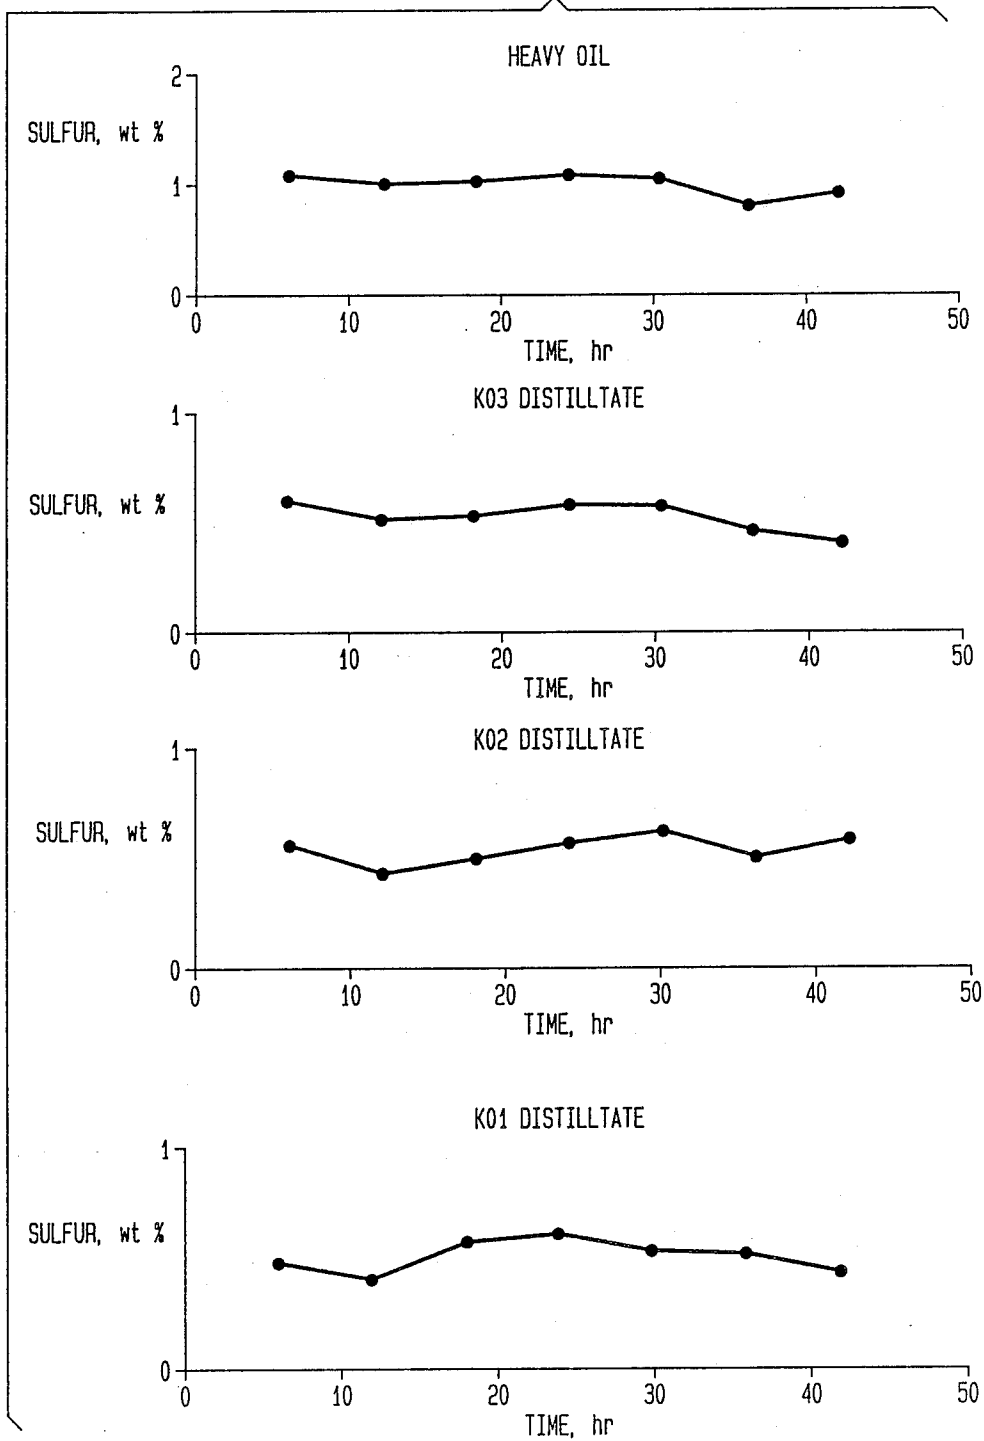 HEAVY OIL
2
SULFUR, wt %
1
0
0 10 20 30 40 50
TIME, hr
K03 DISTILLTATE
1
SULFUR, wt %
0
0 10 20 30 40 50
TIME, hr
K02 DISTILLTATE
1
SULFUR, wt %
0
0 10 20 30 40 50
TIME, hr
K01 DISTILLTATE
1
SULFUR, wt %
0
0 10 20 30 40 50
TIME, hr